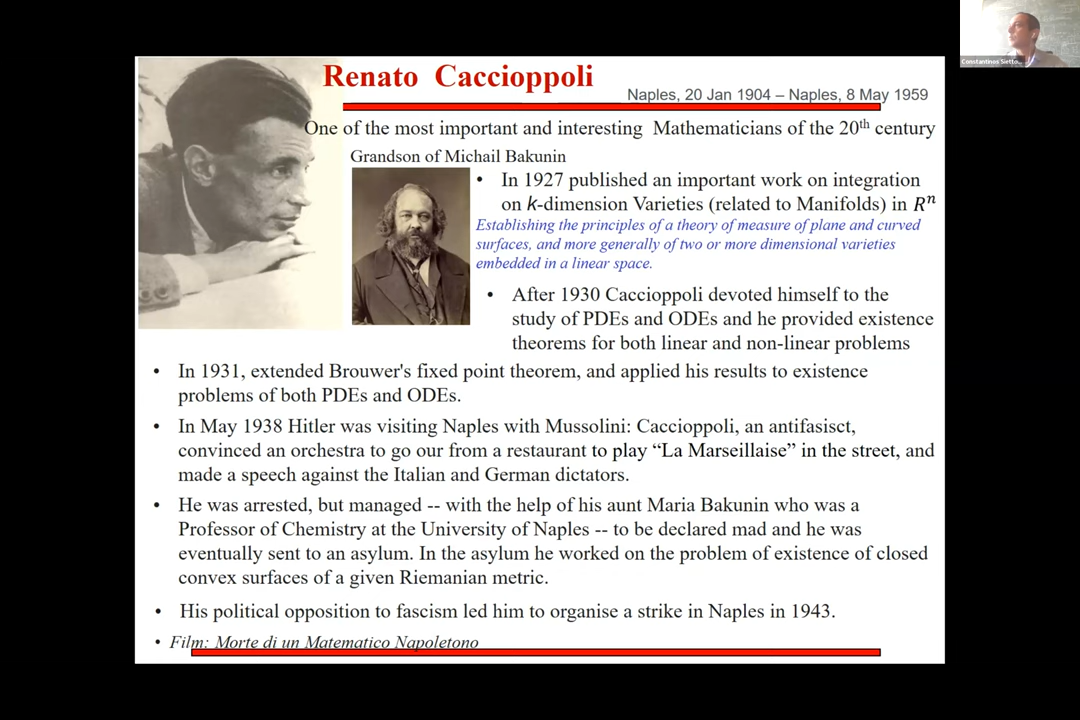 Renato Caccioppoli
Naples, 20 Jan 1904 – Naples, 8 May 1959
One of the most important and interesting Mathematicians of the 20th century
Grandson of Michail Bakunin
• In 1927 published an important work on integration
on k-dimension Varieties (related to Manifolds) in Rⁿ
Establishing the principles of a theory of measure of plane and curved
surfaces, and more generally of two or more dimensional varieties
embedded in a linear space.
• After 1930 Caccioppoli devoted himself to the
study of PDEs and ODEs and he provided existence
theorems for both linear and non-linear problems
• In 1931, extended Brouwer's fixed point theorem, and applied his results to existence
problems of both PDEs and ODEs.
• In May 1938 Hitler was visiting Naples with Mussolini: Caccioppoli, an antifasisct,
convinced an orchestra to go our from a restaurant to play “La Marseillaise” in the street, and
made a speech against the Italian and German dictators.
• He was arrested, but managed -- with the help of his aunt Maria Bakunin who was a
Professor of Chemistry at the University of Naples -- to be declared mad and he was
eventually sent to an asylum. In the asylum he worked on the problem of existence of closed
convex surfaces of a given Riemanian metric.
• His political opposition to fascism led him to organise a strike in Naples in 1943.
• Film: Morte di un Matematico Napoletono
Constantinos Sietto...